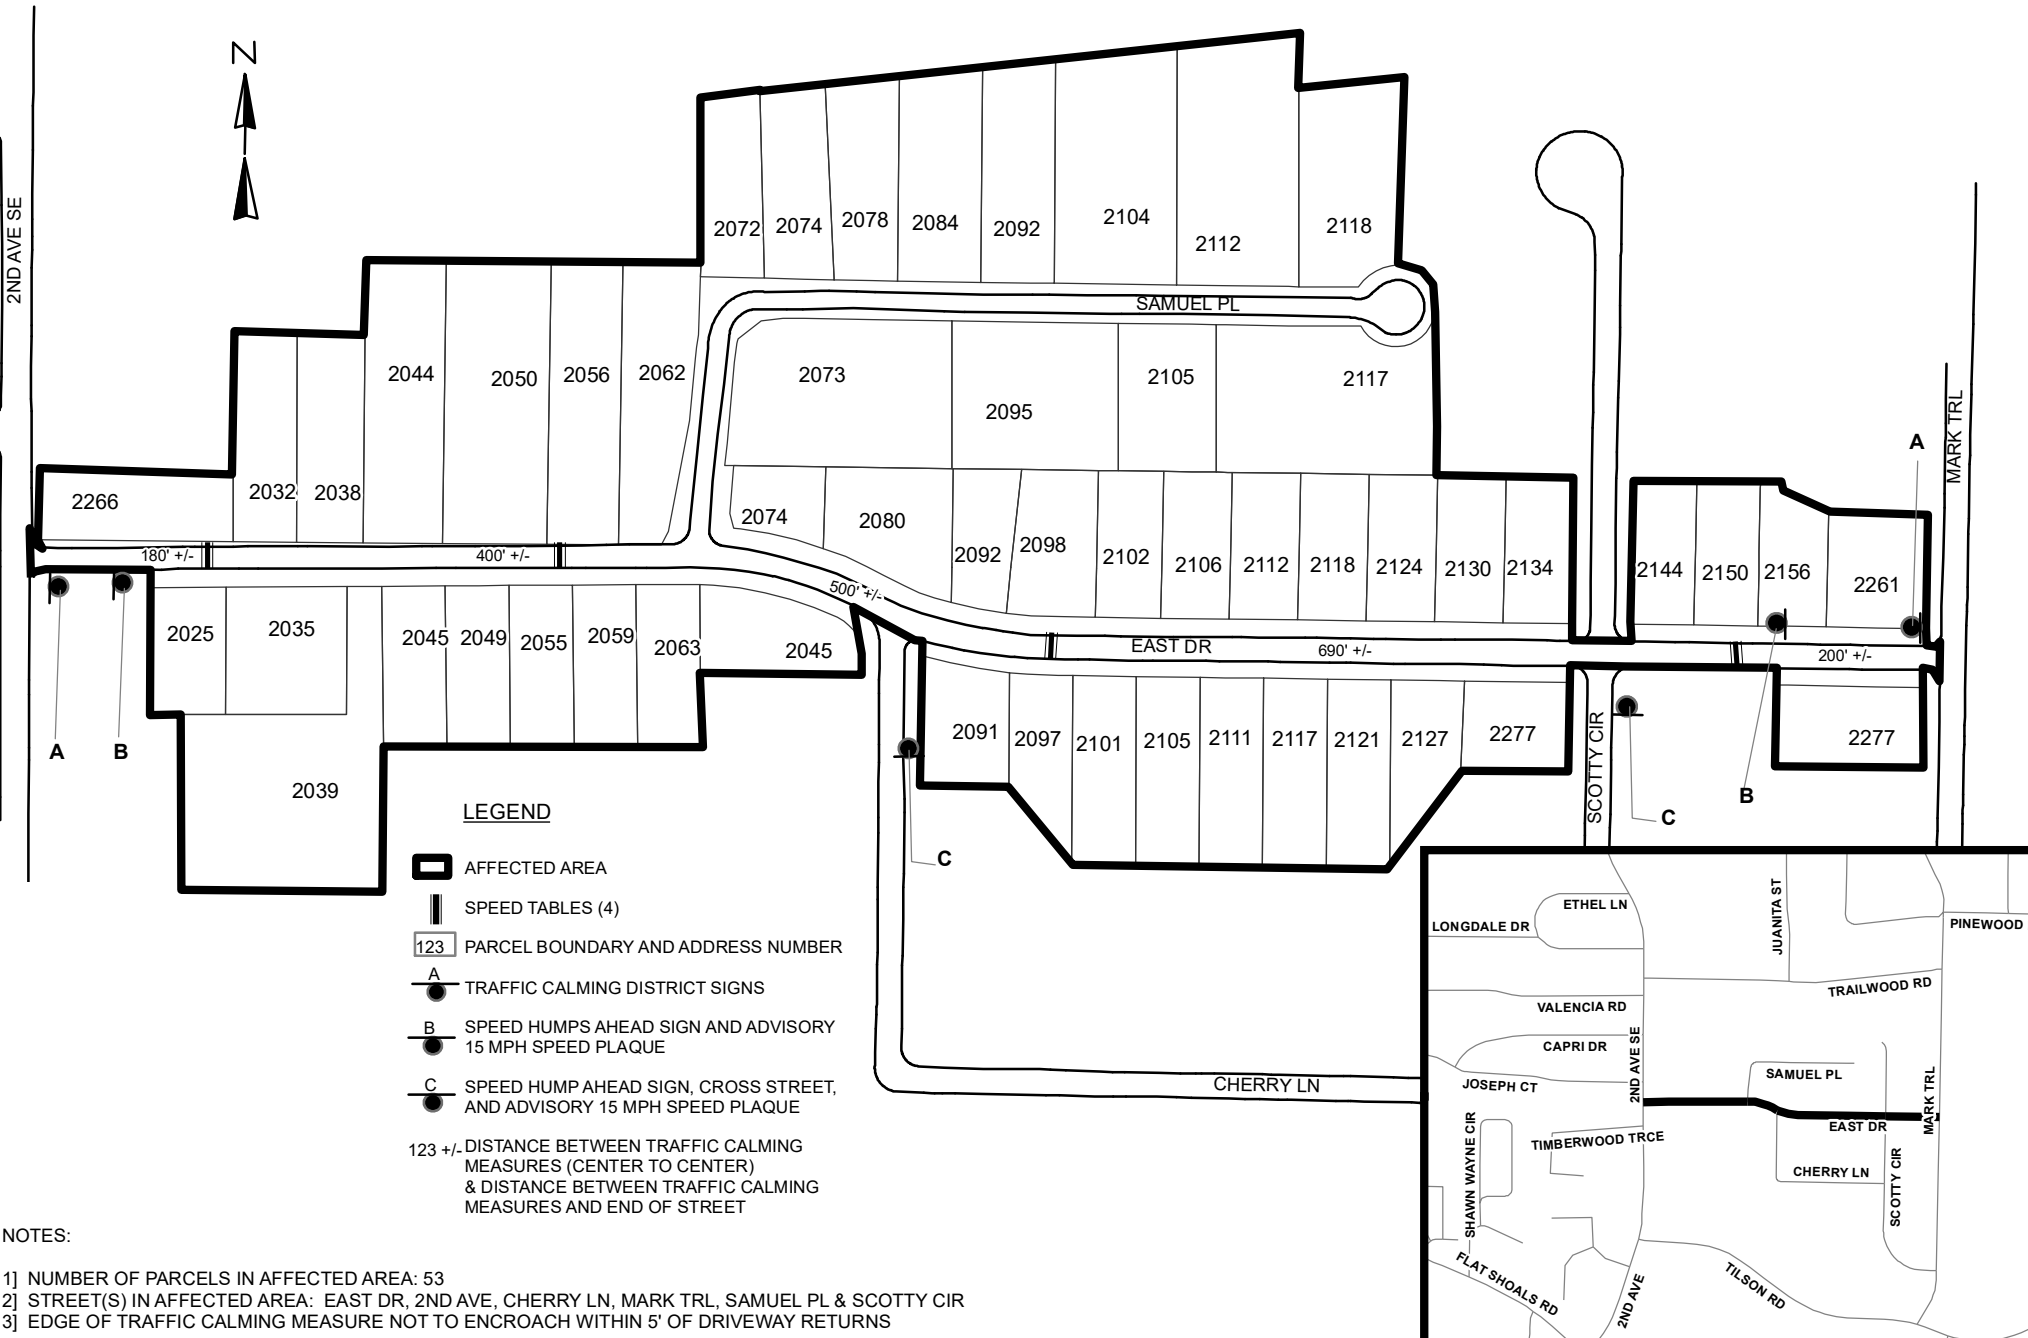 N
2ND AVE SE
2072
2074
2078
2084
2092
2104
2112
2118
SAMUEL PL
2044
2050
2056
2062
2073
2095
2105
2117
MARK TRL
A
2266
2032
2038
2074
2080
2092
2098
2102
2106
2112
2118
2124
2130
2134
2144
2150
2156
2261
180' +/-
400' +/-
500' +/-
EAST DR
690' +/-
200' +/-
2025
2035
2045
2049
2055
2059
2063
2045
2091
2097
2101
2105
2111
2117
2121
2127
2277
SCOTTY CIR
2277
A
B
2039
B
C
C
LEGEND
AFFECTED AREA
SPEED TABLES (4)
123 PARCEL BOUNDARY AND ADDRESS NUMBER
A
TRAFFIC CALMING DISTRICT SIGNS
B
SPEED HUMPS AHEAD SIGN AND ADVISORY
15 MPH SPEED PLAQUE
C
SPEED HUMP AHEAD SIGN, CROSS STREET,
AND ADVISORY 15 MPH SPEED PLAQUE
123 +/- DISTANCE BETWEEN TRAFFIC CALMING
MEASURES (CENTER TO CENTER)
& DISTANCE BETWEEN TRAFFIC CALMING
MEASURES AND END OF STREET
CHERRY LN
ETHEL LN
LONGDALE DR
JUANITA ST
PINEWOOD
VALENCIA RD
TRAILWOOD RD
CAPRI DR
2ND AVE SE
JOSEPH CT
SAMUEL PL
MARK TRL
SHAWN WAYNE CIR
TIMBERWOOD TRCE
EAST DR
CHERRY LN
SCOTTY CIR
FLAT SHOALS RD
2ND AVE
TILSON RD
NOTES:
1] NUMBER OF PARCELS IN AFFECTED AREA: 53
2] STREET(S) IN AFFECTED AREA: EAST DR, 2ND AVE, CHERRY LN, MARK TRL, SAMUEL PL & SCOTTY CIR
3] EDGE OF TRAFFIC CALMING MEASURE NOT TO ENCROACH WITHIN 5' OF DRIVEWAY RETURNS